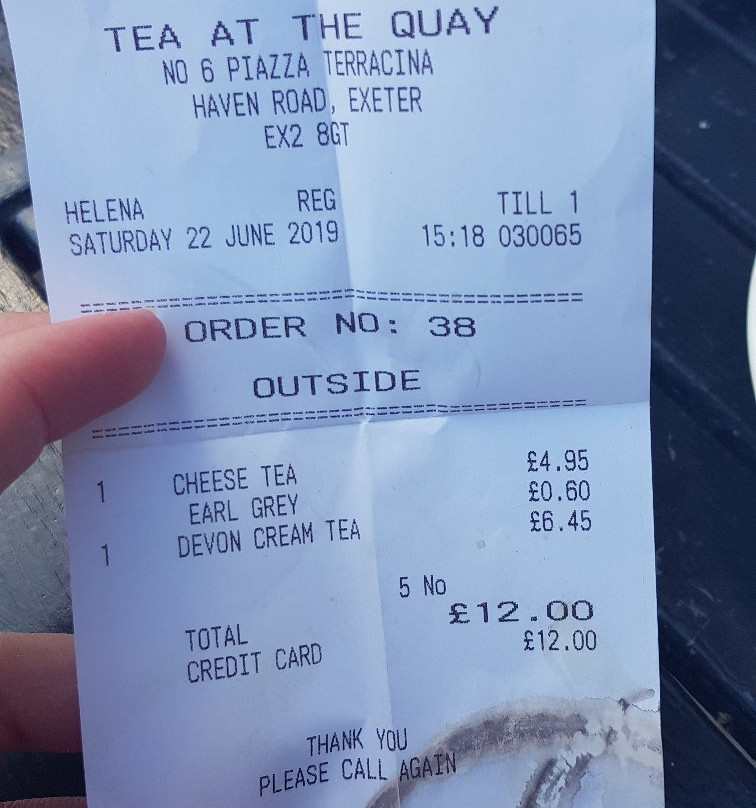 TEA AT THE QUAY
NO 6 PIAZZA TERRACINA
HAVEN ROAD, EXETER
EX2 8GT
HELENA REG TILL 1
SATURDAY 22 JUNE 2019 15:18 030065
ORDER NO: 38
OUTSIDE
1 CHEESE TEA £4.95
EARL GREY £0.60
1 DEVON CREAM TEA £6.45
5 No
TOTAL £12.00
CREDIT CARD £12.00
THANK YOU
PLEASE CALL AGAIN